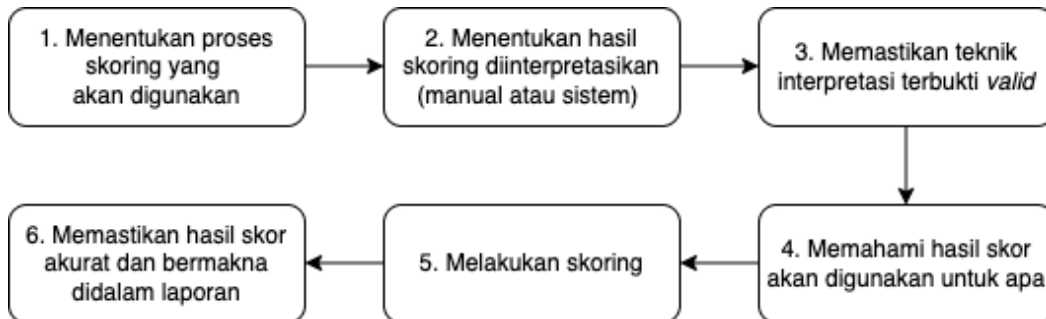 1. Menentukan proses
skoring yang
akan digunakan
2. Menentukan hasil
skoring diinterpretasikan
(manual atau sistem)
3. Memastikan teknik
interpretasi terbukti valid
4. Memahami hasil skor
akan digunakan untuk apa
5. Melakukan skoring
6. Memastikan hasil skor
akurat dan bermakna
didalam laporan